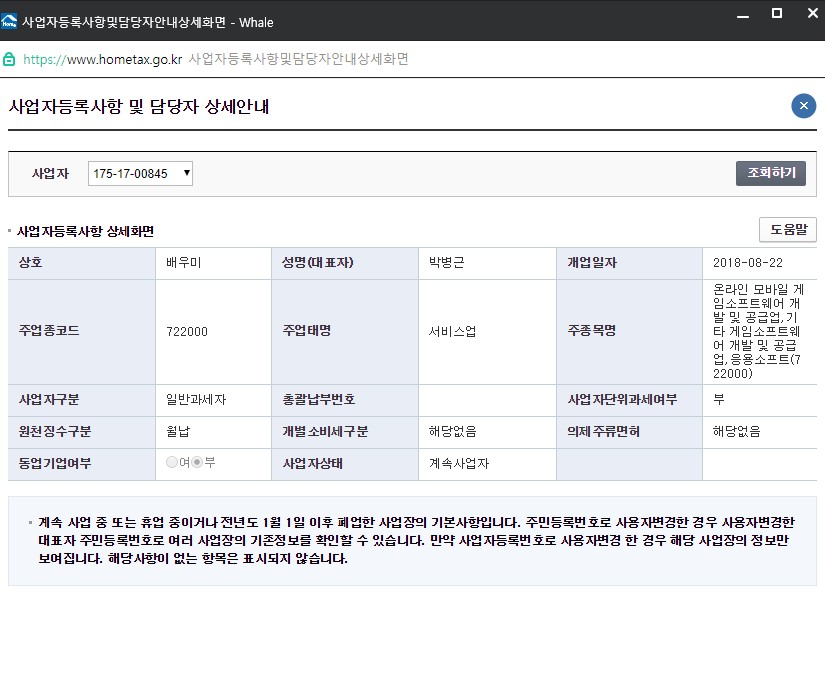 사업자등록사항및담당자안내상세화면 - Whale
https://www.hometax.go.kr 사업자등록사항및담당자안내상세화면
사업자등록사항 및 담당자 상세안내
사업자 175-17-00845 조회하기
사업자등록사항 상세화면 도움말
상호 배우미 성명(대표자) 박병근 개업일자 2018-08-22
주업종코드 722000 주업태명 서비스업 주종목명
온라인 모바일 게
임소프트웨어 개
발 및 공급업,기
타 게임소프트웨
어 개발 및 공급
업,응용소프트(7
22000)
사업자구분 일반과세자 총괄납부번호 사업자단위과세여부 부
원천징수구분 월납 개별소비세구분 해당없음 의제주류면허 해당없음
동업기업여부 여 부 사업자상태 계속사업자
계속 사업 중 또는 휴업 중이거나 전년도 1월 1일 이후 폐업한 사업장의 기본사항입니다. 주민등록번호로 사용자변경한 경우 사용자변경한
대표자 주민등록번호로 여러 사업장의 기존정보를 확인할 수 있습니다. 만약 사업자등록번호로 사용자변경 한 경우 해당 사업장의 정보만
보여집니다. 해당사항이 없는 항목은 표시되지 않습니다.